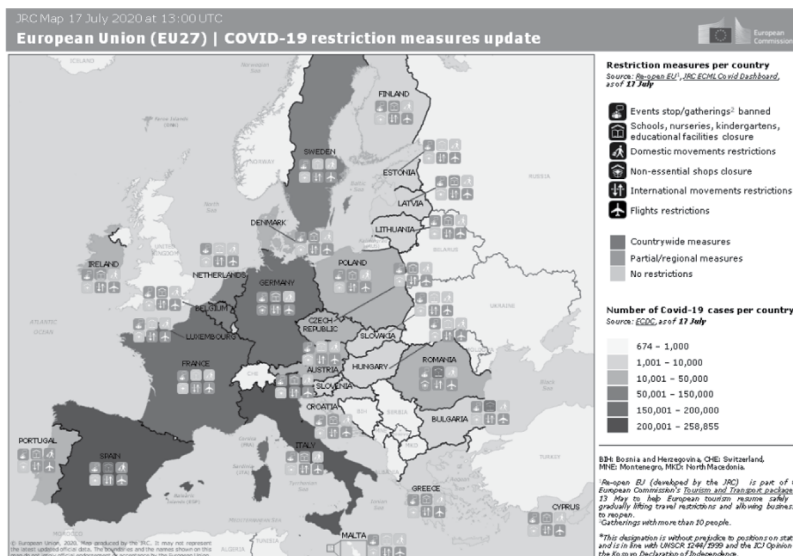 JRC Map 17 July 2020 at 13:00 UTC
European Union (EU27) | COVID-19 restriction measures update
European
Commission
ICELAND
FINLAND
NORWAY
SWEDEN
ESTONIA
RUSSIA
LATVIA
DENMARK
LITHUANIA
IRELAND
UNITED
KINGDOM
BELARUS
NETHERLANDS
POLAND
GERMANY
BELGIUM
UKRAINE
LUXEMBOURG
CZECH
REPUBLIC
SLOVAKIA
ATLANTIC
OCEAN
FRANCE
AUSTRIA
HUNGARY
ROMANIA
CHE
SLOVENIA
CROATIA
BULGARIA
PORTUGAL
SPAIN
ITALY
TURKEY
GREECE
CYPRUS
MOROCCO
ALGERIA
TUNISIA
MALTA
Restriction measures per country
Source: Re-open EU¹, JRC ECML Covid Dashboard,
as of 17 July
Events stop/gatherings² banned
Schools, nurseries, kindergartens,
educational facilities closure
Domestic movements restrictions
Non-essential shops closure
International movements restrictions
Flights restrictions
Countrywide measures
Partial/regional measures
No restrictions
Number of Covid-19 cases per country
Source: ECDC, as of 17 July
674 – 1,000
1,001 – 10,000
10,001 – 50,000
50,001 – 150,000
150,001 – 200,000
200,001 – 258,855
BIH: Bosnia and Herzegovina, CHE: Switzerland,
MNE: Montenegro, MKD: North Macedonia.
¹Re-open EU (developed by the JRC) is part of
European Commission's Tourism and Transport package
13 May to help European tourism resume safely
gradually lifting travel restrictions and allowing business
to reopen.
²Gatherings with more than 10 people.
*This designation is without prejudice to positions on
and is in line with UNSCR 1244/1999 and the ICJ Opinion
the Kosovo Declaration of Independence.
© European Union, 2020. Map produced by the JRC. It may not represent